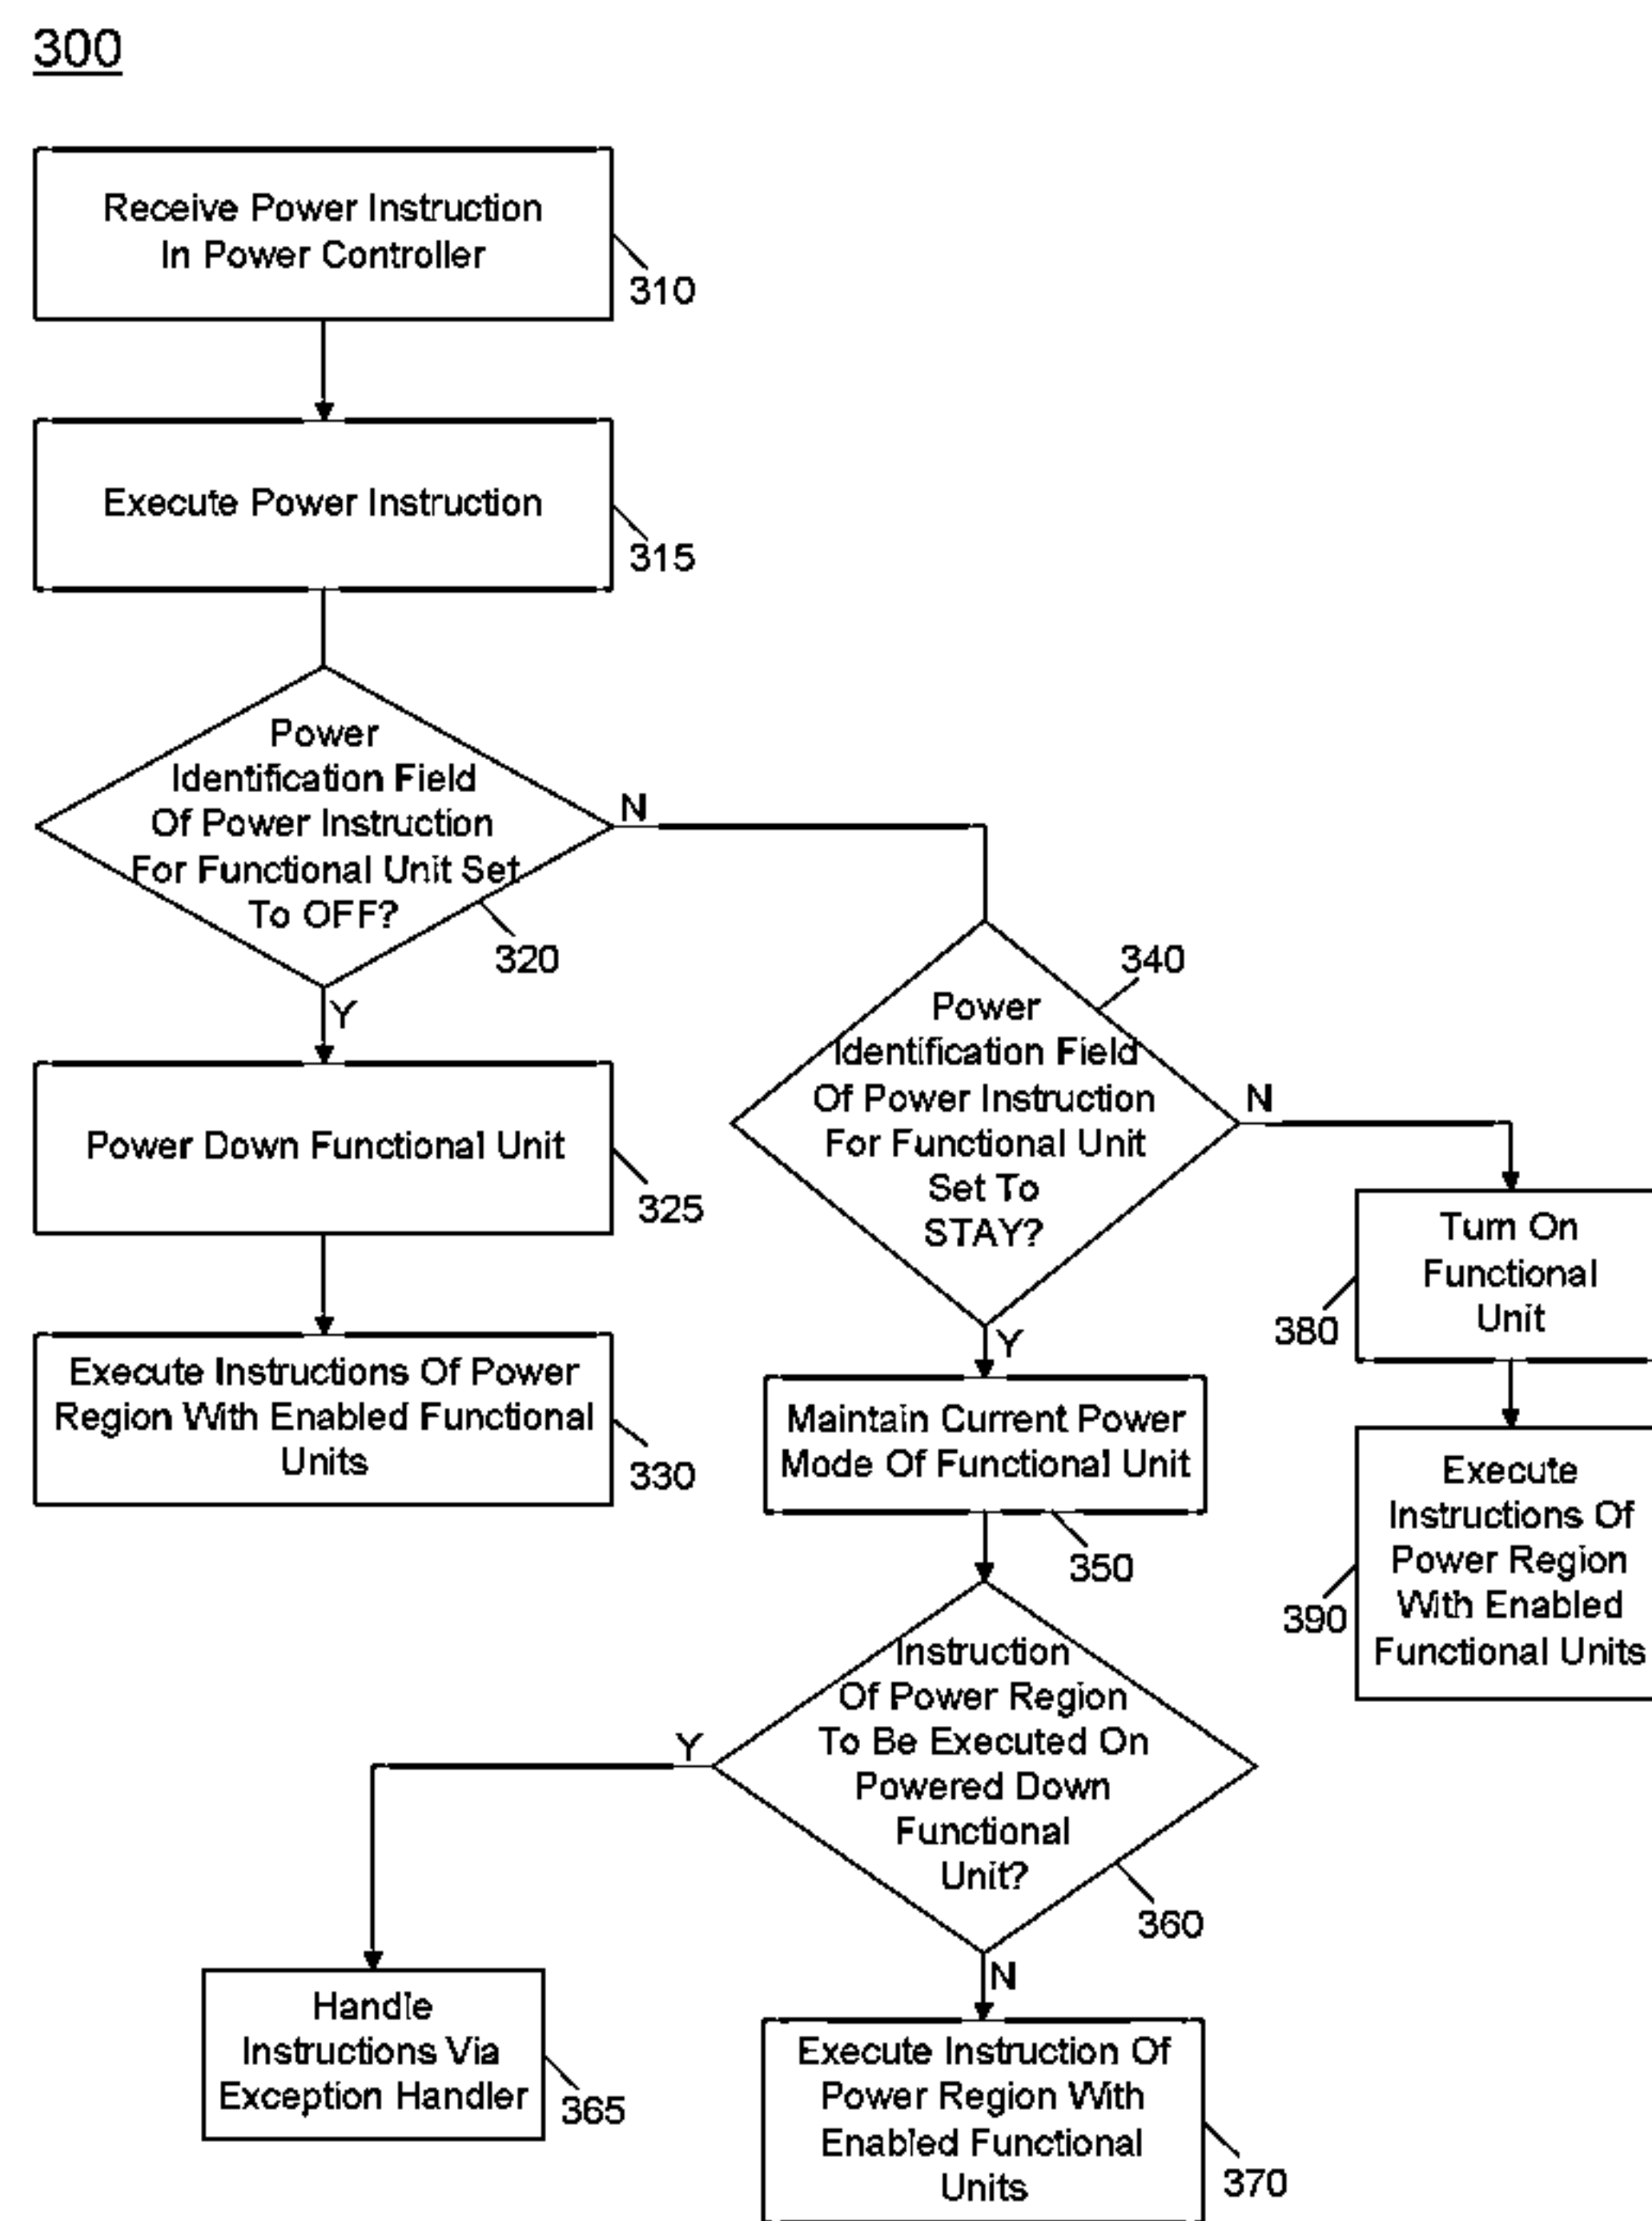 300
Receive Power Instruction
In Power Controller
310
Execute Power Instruction
315
Power
Identification Field
Of Power Instruction
For Functional Unit Set
To OFF?
320
N
Y
Power Down Functional Unit
325
Execute Instructions Of Power
Region With Enabled Functional
Units
330
340
Power
Identification Field
Of Power Instruction
For Functional Unit
Set To
STAY?
N
Y
Turn On
Functional
Unit
380
Execute
Instructions Of
Power Region
With Enabled
Functional Units
390
Maintain Current Power
Mode Of Functional Unit
350
Instruction
Of Power Region
To Be Executed On
Powered Down
Functional
Unit?
360
Y
N
Handle
Instructions Via
Exception Handler
365
Execute Instruction Of
Power Region With
Enabled Functional
Units
370